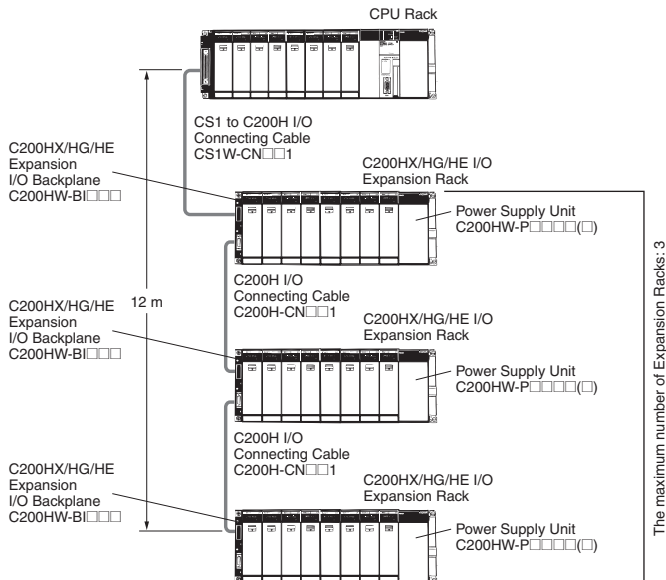 CPU Rack
CS1 to C200H I/O
Connecting Cable
CS1W-CN□□1
C200HX/HG/HE
Expansion
I/O Backplane
C200HW-BI□□□
C200HX/HG/HE I/O
Expansion Rack
Power Supply Unit
C200HW-P□□□□(□)
C200H I/O
Connecting Cable
C200H-CN□□1
12 m
C200HX/HG/HE
Expansion
I/O Backplane
C200HW-BI□□□
C200HX/HG/HE I/O
Expansion Rack
Power Supply Unit
C200HW-P□□□□(□)
C200H I/O
Connecting Cable
C200H-CN□□1
C200HX/HG/HE
Expansion
I/O Backplane
C200HW-BI□□□
C200HX/HG/HE I/O
Expansion Rack
Power Supply Unit
C200HW-P□□□□(□)
The maximum number of Expansion Racks: 3